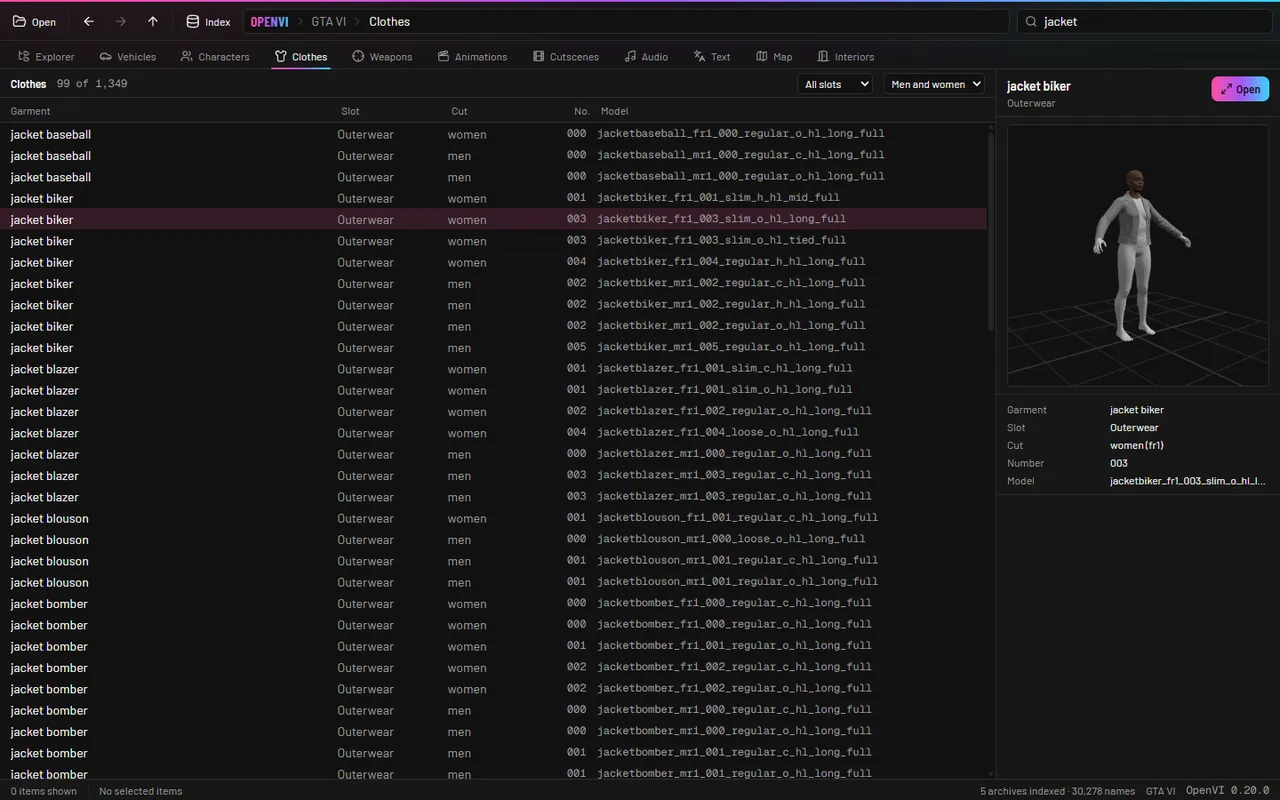 Open Index OPENVI GTA VI Clothes jacket
Explorer Vehicles Characters Clothes Weapons Animations Cutscenes Audio Text Map Interiors
Clothes 99 of 1,349 All slots Men and women
Garment Slot Cut No. Model
jacket baseball Outerwear women 000 jacketbaseball_fr1_000_regular_o_hl_long_full
jacket baseball Outerwear men 000 jacketbaseball_mr1_000_regular_c_hl_long_full
jacket baseball Outerwear men 000 jacketbaseball_mr1_000_regular_o_hl_long_full
jacket biker Outerwear women 001 jacketbiker_fr1_001_slim_h_hl_mid_full
jacket biker Outerwear women 003 jacketbiker_fr1_003_slim_o_hl_long_full
jacket biker Outerwear women 003 jacketbiker_fr1_003_slim_o_hl_tied_full
jacket biker Outerwear women 004 jacketbiker_fr1_004_regular_h_hl_long_full
jacket biker Outerwear men 002 jacketbiker_mr1_002_regular_c_hl_long_full
jacket biker Outerwear men 002 jacketbiker_mr1_002_regular_h_hl_long_full
jacket biker Outerwear men 002 jacketbiker_mr1_002_regular_o_hl_long_full
jacket biker Outerwear men 005 jacketbiker_mr1_005_regular_o_hl_long_full
jacket blazer Outerwear women 001 jacketblazer_fr1_001_slim_c_hl_long_full
jacket blazer Outerwear women 001 jacketblazer_fr1_001_slim_o_hl_long_full
jacket blazer Outerwear women 002 jacketblazer_fr1_002_regular_o_hl_long_full
jacket blazer Outerwear women 004 jacketblazer_fr1_004_loose_o_hl_long_full
jacket blazer Outerwear men 000 jacketblazer_mr1_000_regular_o_hl_long_full
jacket blazer Outerwear men 003 jacketblazer_mr1_003_regular_c_hl_long_full
jacket blazer Outerwear men 003 jacketblazer_mr1_003_regular_o_hl_long_full
jacket blouson Outerwear women 001 jacketblouson_fr1_001_regular_c_hl_long_full
jacket blouson Outerwear men 000 jacketblouson_mr1_000_loose_o_hl_long_full
jacket blouson Outerwear men 001 jacketblouson_mr1_001_regular_c_hl_long_full
jacket blouson Outerwear men 001 jacketblouson_mr1_001_regular_o_hl_long_full
jacket bomber Outerwear women 000 jacketbomber_fr1_000_regular_c_hl_long_full
jacket bomber Outerwear women 000 jacketbomber_fr1_000_regular_o_hl_long_full
jacket bomber Outerwear women 001 jacketbomber_fr1_001_regular_o_hl_long_full
jacket bomber Outerwear women 002 jacketbomber_fr1_002_regular_c_hl_long_full
jacket bomber Outerwear women 002 jacketbomber_fr1_002_regular_o_hl_long_full
jacket bomber Outerwear men 000 jacketbomber_mr1_000_regular_c_hl_long_full
jacket bomber Outerwear men 000 jacketbomber_mr1_000_regular_o_hl_long_full
jacket bomber Outerwear men 001 jacketbomber_mr1_001_regular_c_hl_long_full
jacket bomber Outerwear men 001 jacketbomber_mr1_001_regular_o_hl_long_full
jacket biker Open
Outerwear
Garment jacket biker
Slot Outerwear
Cut women (fr1)
Number 003
Model jacketbiker_fr1_003_slim_o_hl_l...
0 items shown No selected items 5 archives indexed · 30,278 names GTA VI OpenVI 0.20.0